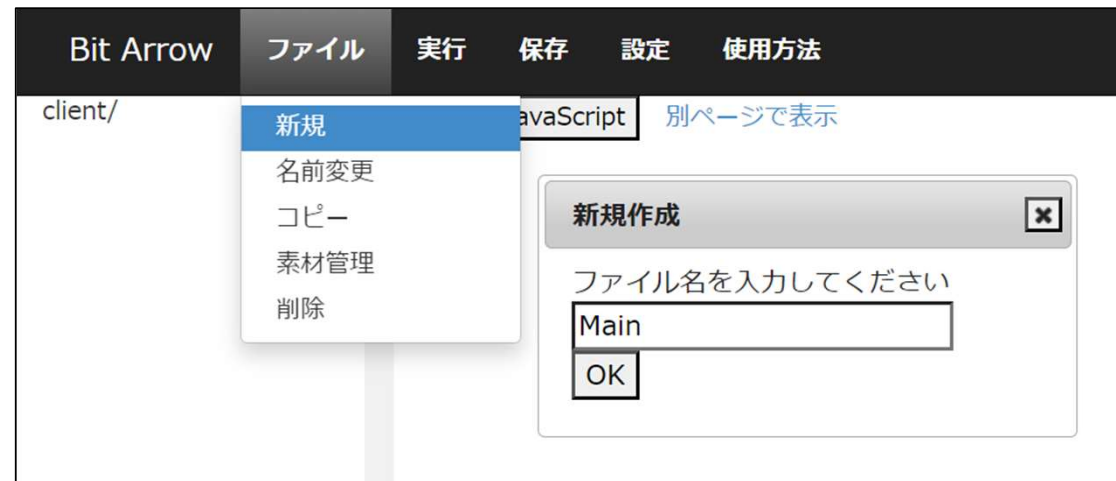 Bit Arrow ファイル 実行 保存 設定 使用方法
client/
新規
名前変更
コピー
素材管理
削除
avaScript 別ページで表示
新規作成
ファイル名を入力してください
Main
OK